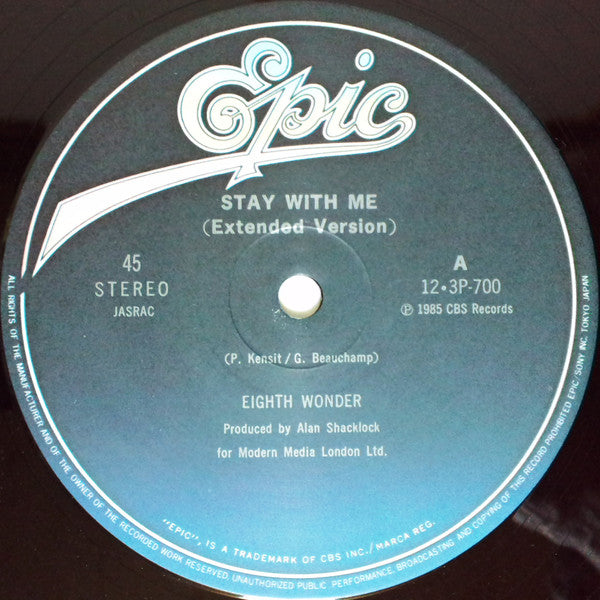 Epic
STAY WITH ME
(Extended Version)
45
STEREO
JASRAC
A
12・3P-700
Ⓟ 1985 CBS Records
(P. Kensit/G. Beauchamp)
EIGHTH WONDER
Produced by Alan Shacklock
for Modern Media London Ltd.
"EPIC", IS A TRADEMARK OF CBS INC./MARCA REG.
ALL RIGHTS OF THE MANUFACTURER AND OF THE OWNER OF THE RECORDED WORK RESERVED, UNAUTHORIZED PUBLIC PERFORMANCE, BROADCASTING AND COPYING OF THIS RECORD PROHIBITED EPIC/SONY INC. TOKYO JAPAN